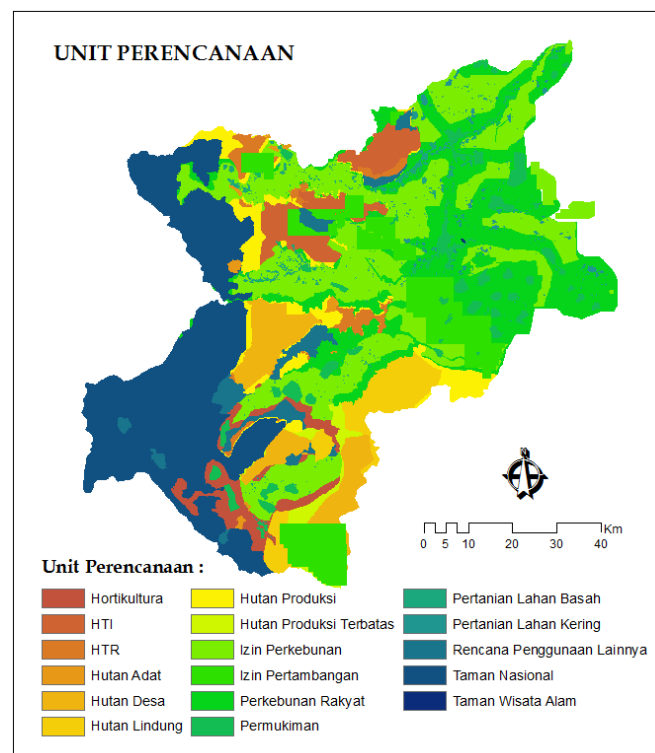 UNIT PERENCANAAN
Km
0 5 10 20 30 40
Unit Perencanaan :
Hortikultura
HTI
HTR
Hutan Adat
Hutan Desa
Hutan Lindung
Hutan Produksi
Hutan Produksi Terbatas
Izin Perkebunan
Izin Pertambangan
Perkebunan Rakyat
Permukiman
Pertanian Lahan Basah
Pertanian Lahan Kering
Rencana Penggunaan Lainnya
Taman Nasional
Taman Wisata Alam